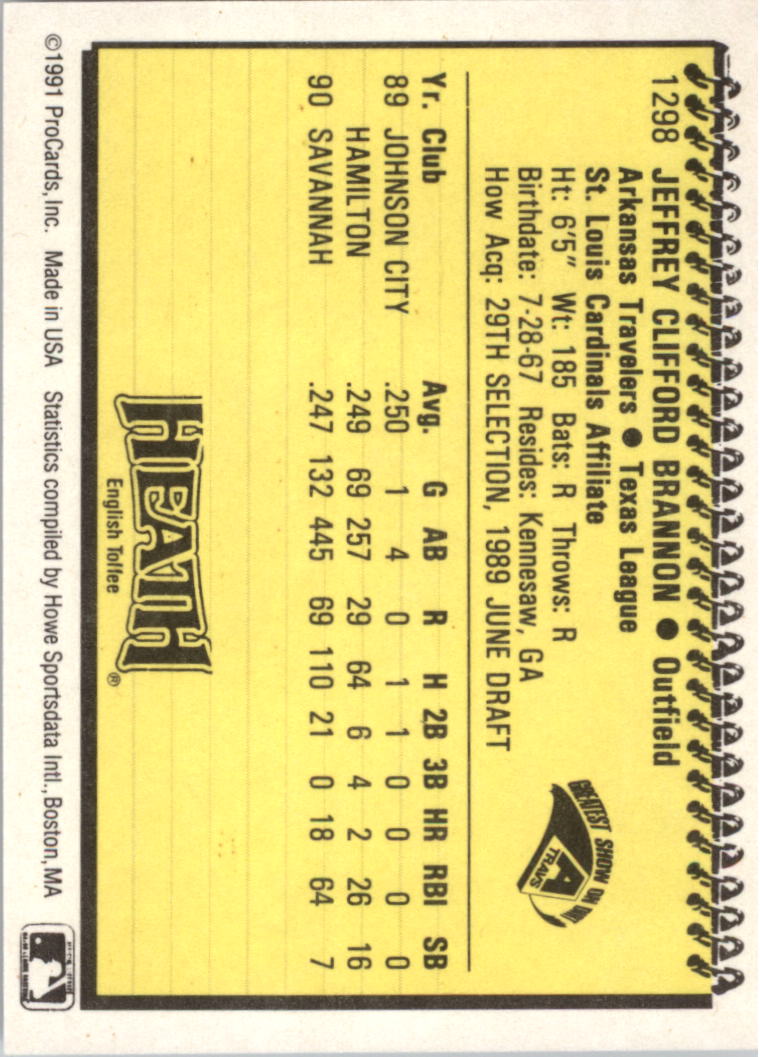 1298 JEFFREY CLIFFORD BRANNON ● Outfield
Arkansas Travelers ● Texas League
St. Louis Cardinals Affiliate
Ht: 6'5" Wt: 185 Bats: R Throws: R
Birthdate: 7-28-67 Resides: Kennesaw, GA
How Acq: 29TH SELECTION, 1989 JUNE DRAFT
GREATEST SHOW ON DIRT
A
TRAVS
Yr. Club Avg. G AB R H 2B 3B HR RBI SB
89 JOHNSON CITY .250 1 4 0 1 1 0 0 0 0
HAMILTON .249 69 257 29 64 6 4 2 26 16
90 SAVANNAH .247 132 445 69 110 21 0 18 64 7
HEATH®
English Toffee
©1991 ProCards, Inc. Made in USA Statistics compiled by Howe Sportsdata Intl., Boston, MA